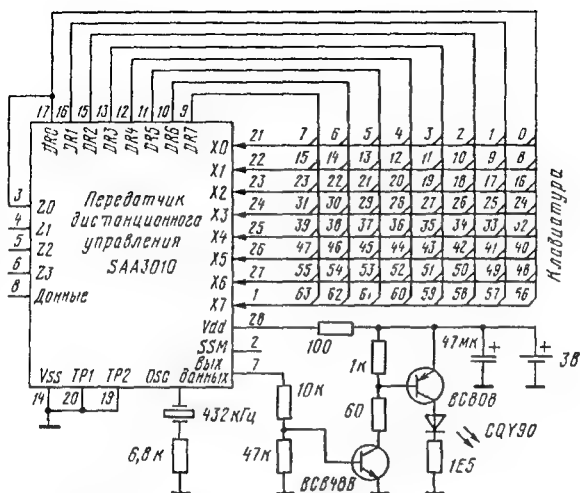 17 16 15 13 12 11 10 9
DR0 DR1 DR2 DR3 DR4 DR5 DR6 DR7
X0 21 7 6 5 4 3 2 1 0
X1 22 15 14 13 12 11 10 9 8
X2 23 23 22 21 20 19 18 17 16
X3 24 31 30 29 28 27 26 25 24
X4 25 39 38 37 36 35 34 33 32
X5 26 47 46 45 44 43 42 41 40
X6 27 55 54 53 52 51 50 49 48
X7 1 63 62 61 60 59 58 57 56
Клавиатура
3 Z0
4 Z1
5 Z2
6 Z3
8 Данные
Передатчик
дистанционного
управления
SAA3010
Vdd 28
SSM 2
Вых
данных 7
Vss TP1 TP2 OSC
14 20 19
100
1к
47мк
+
+
3В
10к
60
BC808
432кГц
CQY90
6,8к
47к
BC848B
1E5